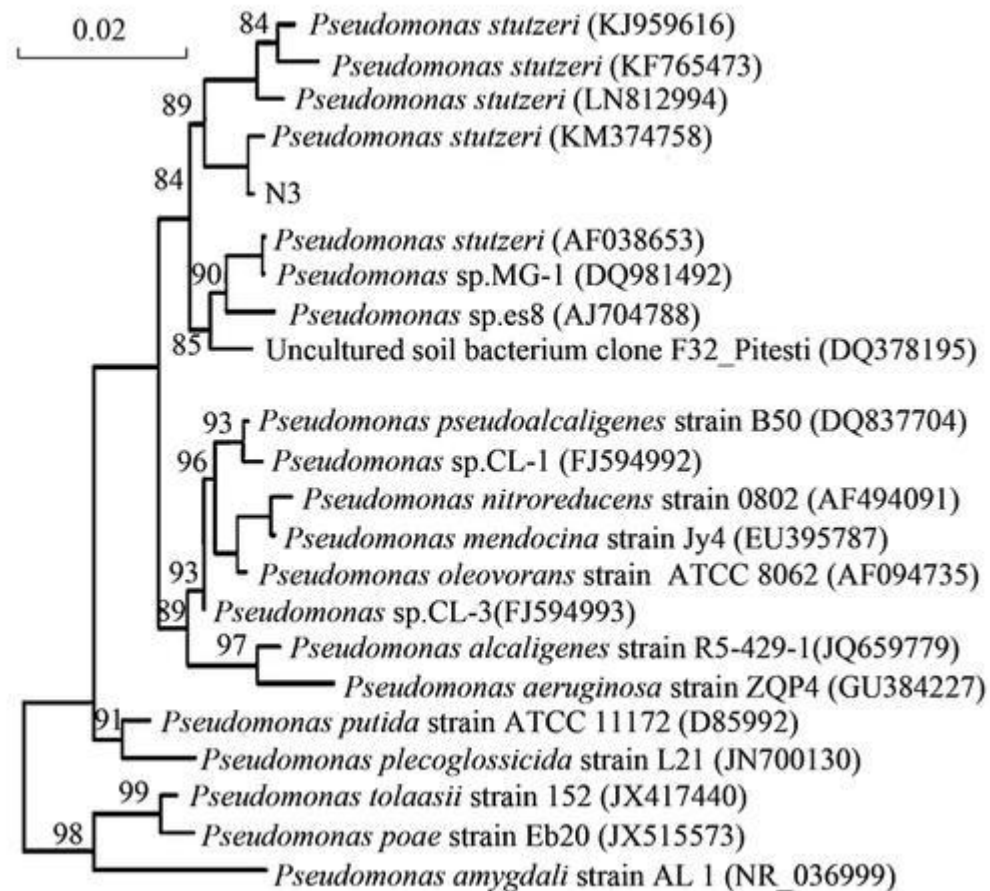 0.02
84
Pseudomonas stutzeri (KJ959616)
Pseudomonas stutzeri (KF765473)
Pseudomonas stutzeri (LN812994)
89
Pseudomonas stutzeri (KM374758)
84
N3
Pseudomonas stutzeri (AF038653)
90
Pseudomonas sp.MG-1 (DQ981492)
Pseudomonas sp.es8 (AJ704788)
85
Uncultured soil bacterium clone F32_Pitesti (DQ378195)
93
Pseudomonas pseudoalcaligenes strain B50 (DQ837704)
96
Pseudomonas sp.CL-1 (FJ594992)
Pseudomonas nitroreducens strain 0802 (AF494091)
Pseudomonas mendocina strain Jy4 (EU395787)
93
Pseudomonas oleovorans strain ATCC 8062 (AF094735)
89
Pseudomonas sp.CL-3(FJ594993)
97
Pseudomonas alcaligenes strain R5-429-1(JQ659779)
Pseudomonas aeruginosa strain ZQP4 (GU384227)
91
Pseudomonas putida strain ATCC 11172 (D85992)
Pseudomonas plecoglossicida strain L21 (JN700130)
99
Pseudomonas tolaasii strain 152 (JX417440)
98
Pseudomonas poae strain Eb20 (JX515573)
Pseudomonas amygdali strain AL 1 (NR_036999)